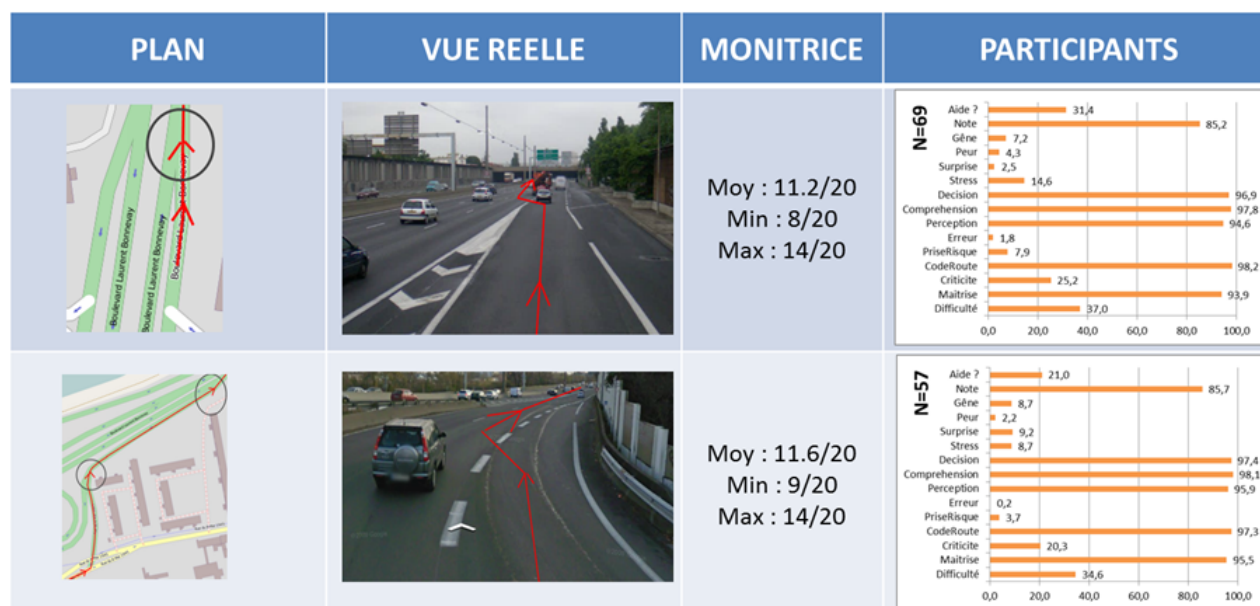 PLAN
VUE REELLE
MONITRICE
PARTICIPANTS
Boulevard Laurent Bonnevay
Boulevard Laurent Bonnevay
Boulevard Laurent Bonnevay
Moy : 11.2/20
Min : 8/20
Max : 14/20
N=69
Aide ? 31,4
Note 85,2
Gêne 7,2
Peur 4,3
Surprise 2,5
Stress 14,6
Decision 96,9
Comprehension 97,8
Perception 94,6
Erreur 1,8
PriseRisque 7,9
CodeRoute 98,2
Criticite 25,2
Maitrise 93,9
Difficulté 37,0
0,0 20,0 40,0 60,0 80,0 100,0
Moy : 11.6/20
Min : 9/20
Max : 14/20
N=57
Aide ? 21,0
Note 85,7
Gêne 8,7
Peur 2,2
Surprise 9,2
Stress 8,7
Decision 97,4
Comprehension 98,1
Perception 95,9
Erreur 0,2
PriseRisque 3,7
CodeRoute 97,3
Criticite 20,3
Maitrise 95,5
Difficulté 34,6
0,0 20,0 40,0 60,0 80,0 100,0